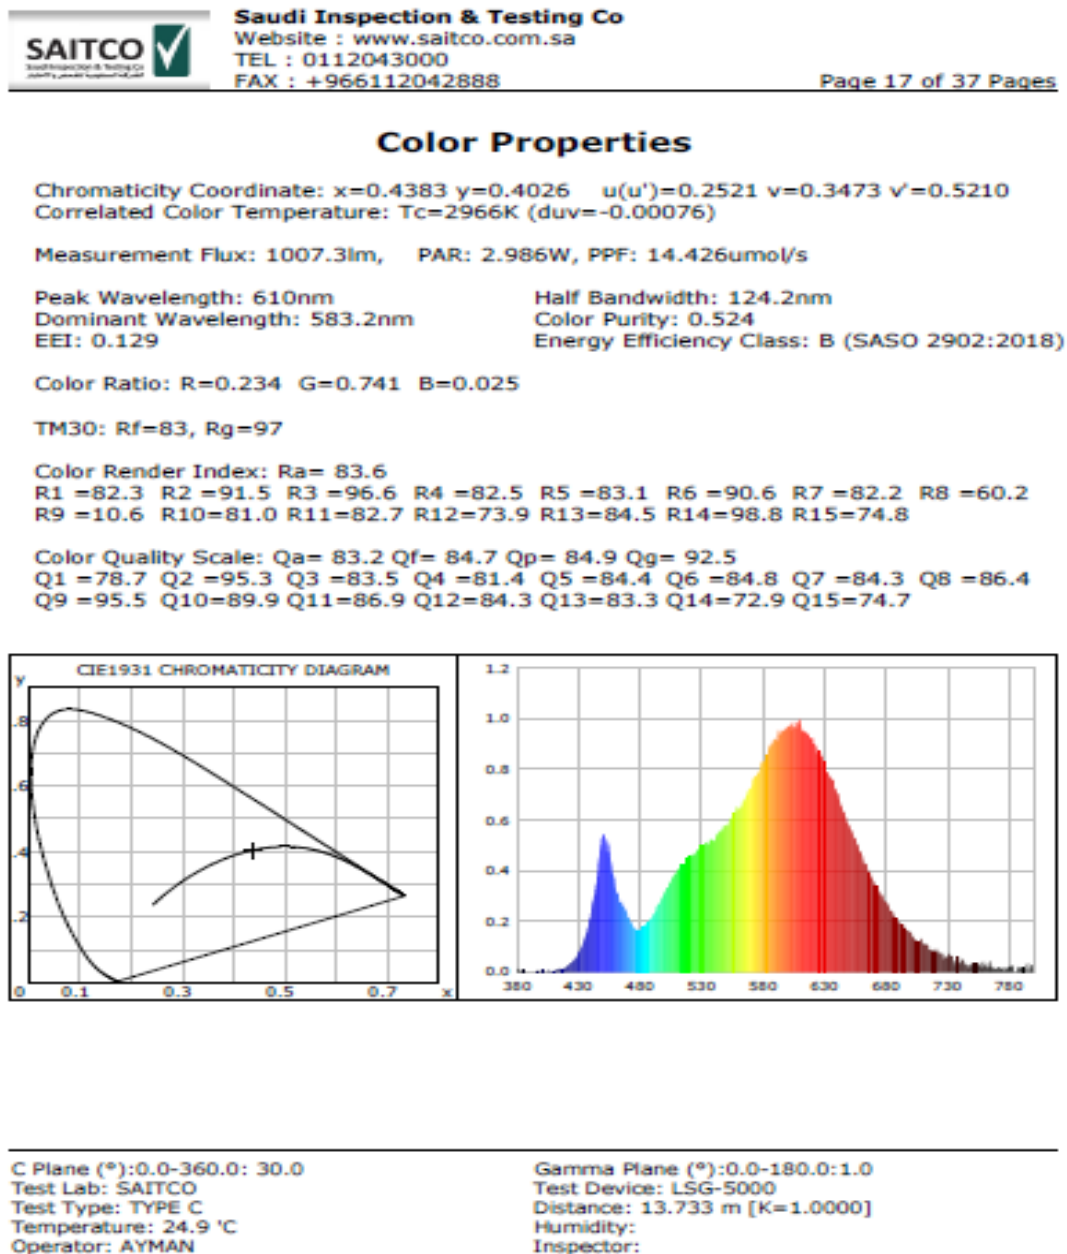 SAITCO
Saudi Inspection & Testing Co
Website : www.saitco.com.sa
TEL : 0112043000
FAX : +966112042888
Page 17 of 37 Pages
Color Properties
Chromaticity Coordinate: x=0.4383 y=0.4026 u(u')=0.2521 v=0.3473 v'=0.5210
Correlated Color Temperature: Tc=2966K (duv=-0.00076)
Measurement Flux: 1007.3lm, PAR: 2.986W, PPF: 14.426umol/s
Peak Wavelength: 610nm
Half Bandwidth: 124.2nm
Dominant Wavelength: 583.2nm
Color Purity: 0.524
EEI: 0.129
Energy Efficiency Class: B (SASO 2902:2018)
Color Ratio: R=0.234 G=0.741 B=0.025
TM30: Rf=83, Rg=97
Color Render Index: Ra= 83.6
R1 =82.3 R2 =91.5 R3 =96.6 R4 =82.5 R5 =83.1 R6 =90.6 R7 =82.2 R8 =60.2
R9 =10.6 R10=81.0 R11=82.7 R12=73.9 R13=84.5 R14=98.8 R15=74.8
Color Quality Scale: Qa= 83.2 Qf= 84.7 Qp= 84.9 Qg= 92.5
Q1 =78.7 Q2 =95.3 Q3 =83.5 Q4 =81.4 Q5 =84.4 Q6 =84.8 Q7 =84.3 Q8 =86.4
Q9 =95.5 Q10=89.9 Q11=86.9 Q12=84.3 Q13=83.3 Q14=72.9 Q15=74.7
CIE1931 CHROMATICITY DIAGRAM
y
.8
.6
.4
.2
0 0.1 0.3 0.5 0.7 x
1.2
1.0
0.8
0.6
0.4
0.2
0.0
380 430 480 530 580 630 680 730 780
C Plane (°):0.0-360.0: 30.0
Gamma Plane (°):0.0-180.0:1.0
Test Lab: SAITCO
Test Device: LSG-5000
Test Type: TYPE C
Distance: 13.733 m [K=1.0000]
Temperature: 24.9 'C
Humidity:
Operator: AYMAN
Inspector: